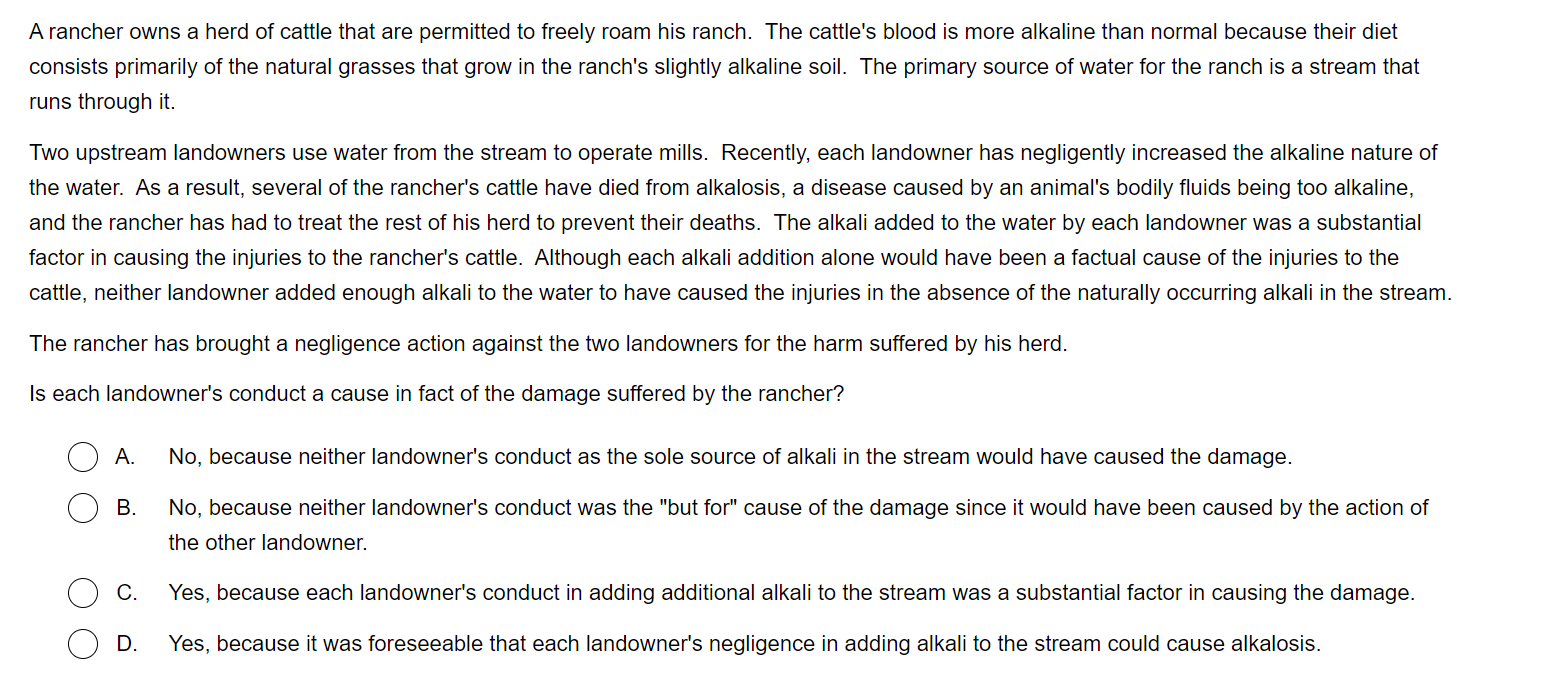 A rancher owns a herd of cattle that are permitted to freely roam his ranch.  The cattle's blood is more alkaline than normal because their diet
consists primarily of the natural grasses that grow in the ranch's slightly alkaline soil.  The primary source of water for the ranch is a stream that
runs through it.
Two upstream landowners use water from the stream to operate mills.  Recently, each landowner has negligently increased the alkaline nature of
the water.  As a result, several of the rancher's cattle have died from alkalosis, a disease caused by an animal's bodily fluids being too alkaline,
and the rancher has had to treat the rest of his herd to prevent their deaths.  The alkali added to the water by each landowner was a substantial
factor in causing the injuries to the rancher's cattle.  Although each alkali addition alone would have been a factual cause of the injuries to the
cattle, neither landowner added enough alkali to the water to have caused the injuries in the absence of the naturally occurring alkali in the stream.
The rancher has brought a negligence action against the two landowners for the harm suffered by his herd.
Is each landowner's conduct a cause in fact of the damage suffered by the rancher?
A. No, because neither landowner's conduct as the sole source of alkali in the stream would have caused the damage.
B. No, because neither landowner's conduct was the "but for" cause of the damage since it would have been caused by the action of
the other landowner.
C. Yes, because each landowner's conduct in adding additional alkali to the stream was a substantial factor in causing the damage.
D. Yes, because it was foreseeable that each landowner's negligence in adding alkali to the stream could cause alkalosis.